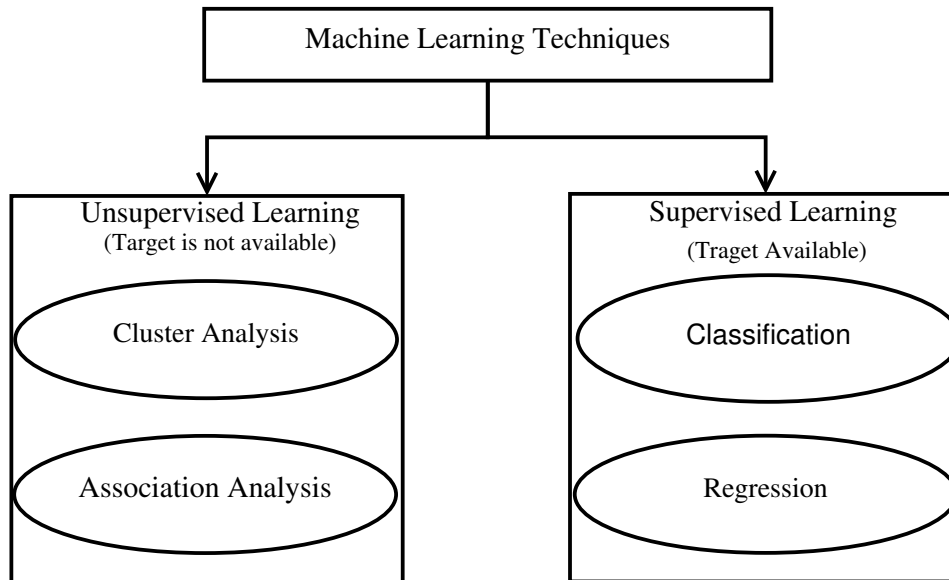 Machine Learning Techniques
Unsupervised Learning
(Target is not available)
Cluster Analysis
Association Analysis
Supervised Learning
(Traget Available)
Classification
Regression